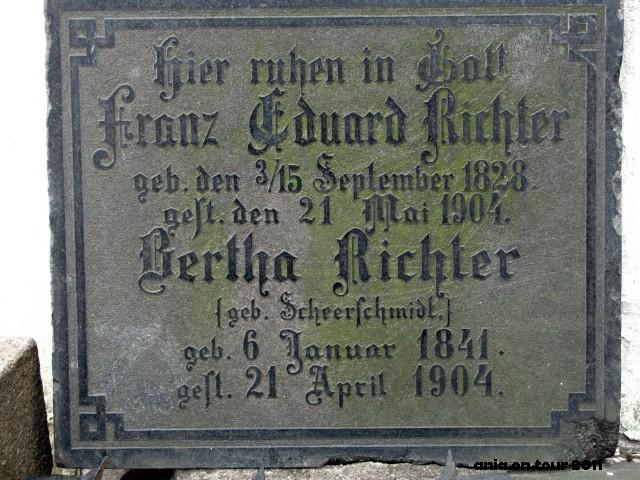 Hier ruhen in Gott
Franz Eduard Richter
geb. den 3/15 September 1828.
gest. den 21 Mai 1904.
Bertha Richter
(geb. Scheerschmidt.)
geb. 6 Januar 1841.
gest. 21 April 1904.
ania on tour 2011